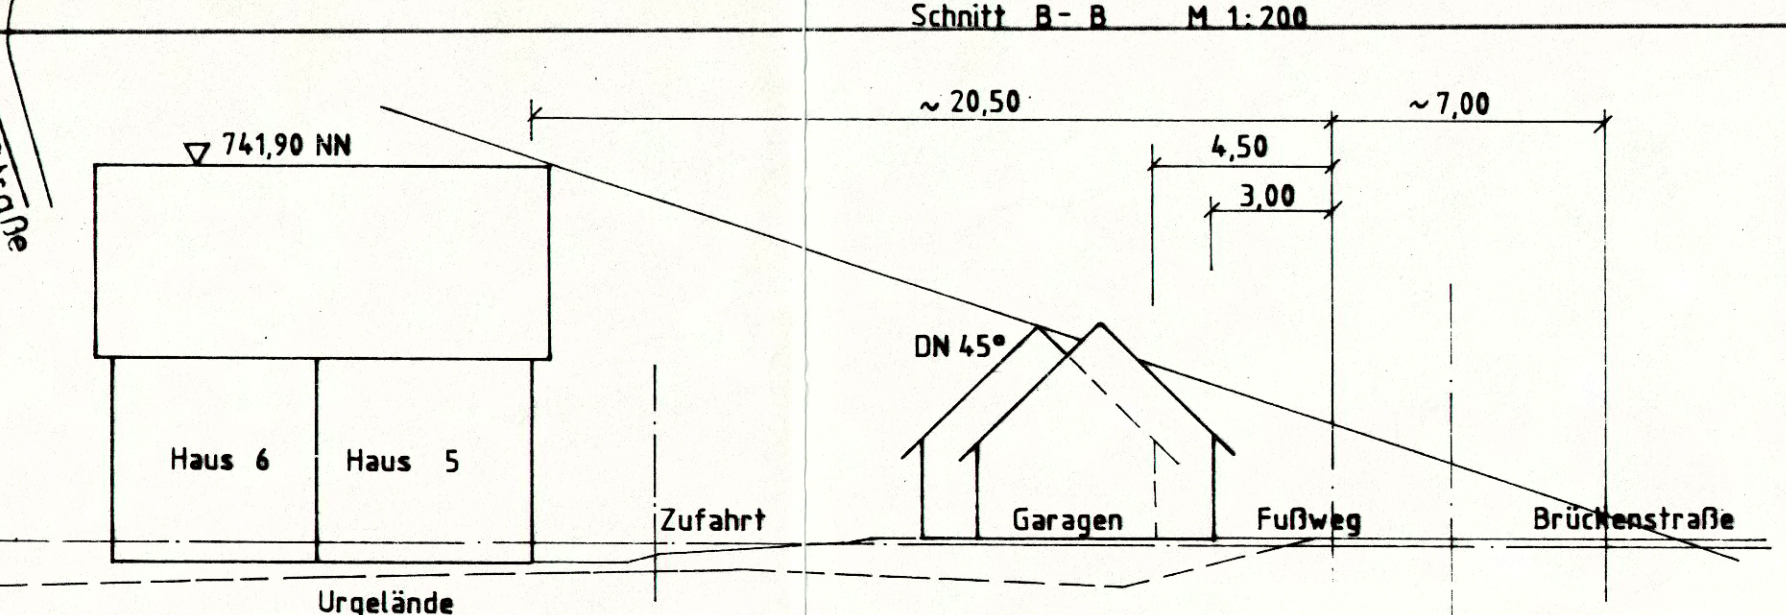 Schnitt B - B M 1:200
~ 20,50
~ 7,00
741,90 NN
4,50
3,00
DN 45°
Haus 6
Haus 5
Zufahrt
Garagen
Fußweg
Brückenstraße
Urgelände